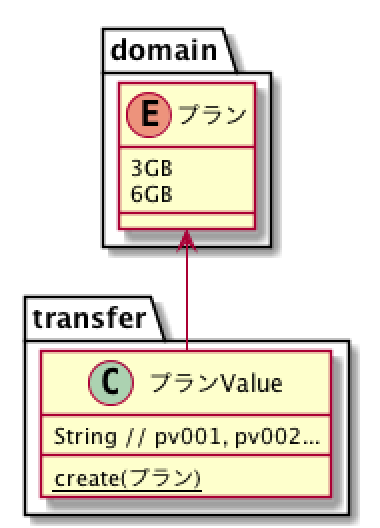 domain
E プラン
3GB
6GB
transfer
C プランValue
String // pv001, pv002...
create(プラン)